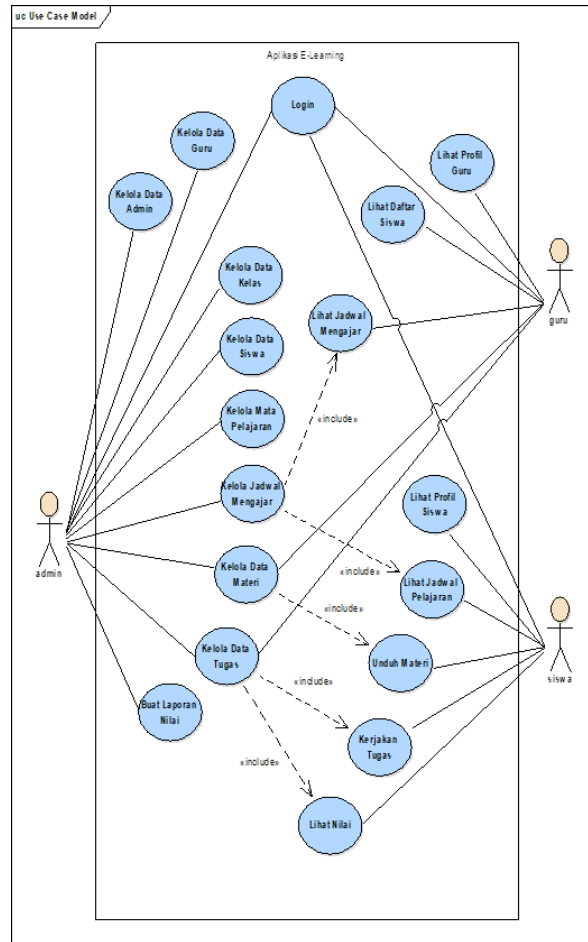 uc Use Case Model
Aplikasi E-Learning
Login
Kelola Data
Guru
Lihat Profil
Guru
Kelola Data
Admin
Lihat Daftar
Siswa
guru
Kelola Data
Kelas
Lihat Jadwal
Mengajar
Kelola Data
Siswa
«include»
Kelola Mata
Pelajaran
Kelola Jadwal
Mengajar
Lihat Profil
Siswa
admin
Kelola Data
Materi
«include»
Lihat Jadwal
Pelajaran
«include»
siswa
Kelola Data
Tugas
Unduh Materi
«include»
Buat Laporan
Nilai
Kerjakan
Tugas
«include»
Lihat Nilai